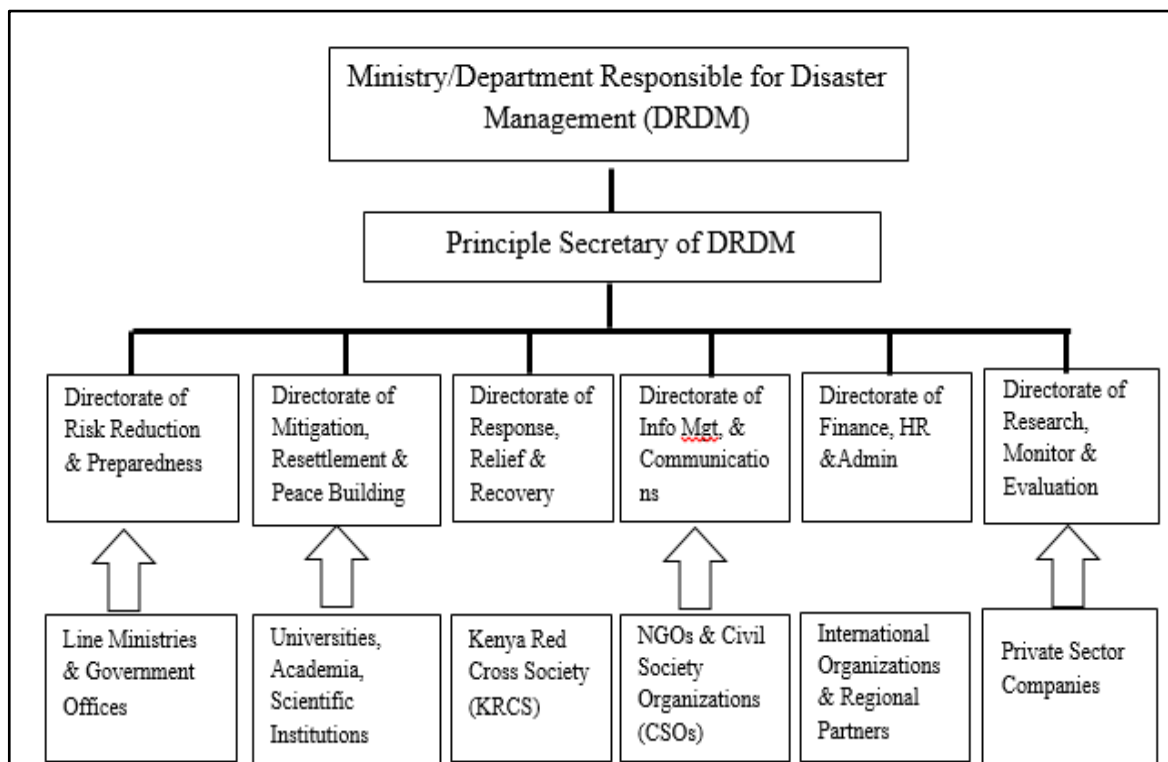 Ministry/Department Responsible for Disaster
Management (DRDM)
Principle Secretary of DRDM
Directorate of
Risk Reduction
& Preparedness
Directorate of
Mitigation,
Resettlement &
Peace Building
Directorate of
Response,
Relief &
Recovery
Directorate of
Info Mgt, &
Communicatio
ns
Directorate of
Finance, HR
&Admin
Directorate of
Research,
Monitor &
Evaluation
Line Ministries
& Government
Offices
Universities,
Academia,
Scientific
Institutions
Kenya Red
Cross Society
(KRCS)
NGOs & Civil
Society
Organizations
(CSOs)
International
Organizations
& Regional
Partners
Private Sector
Companies